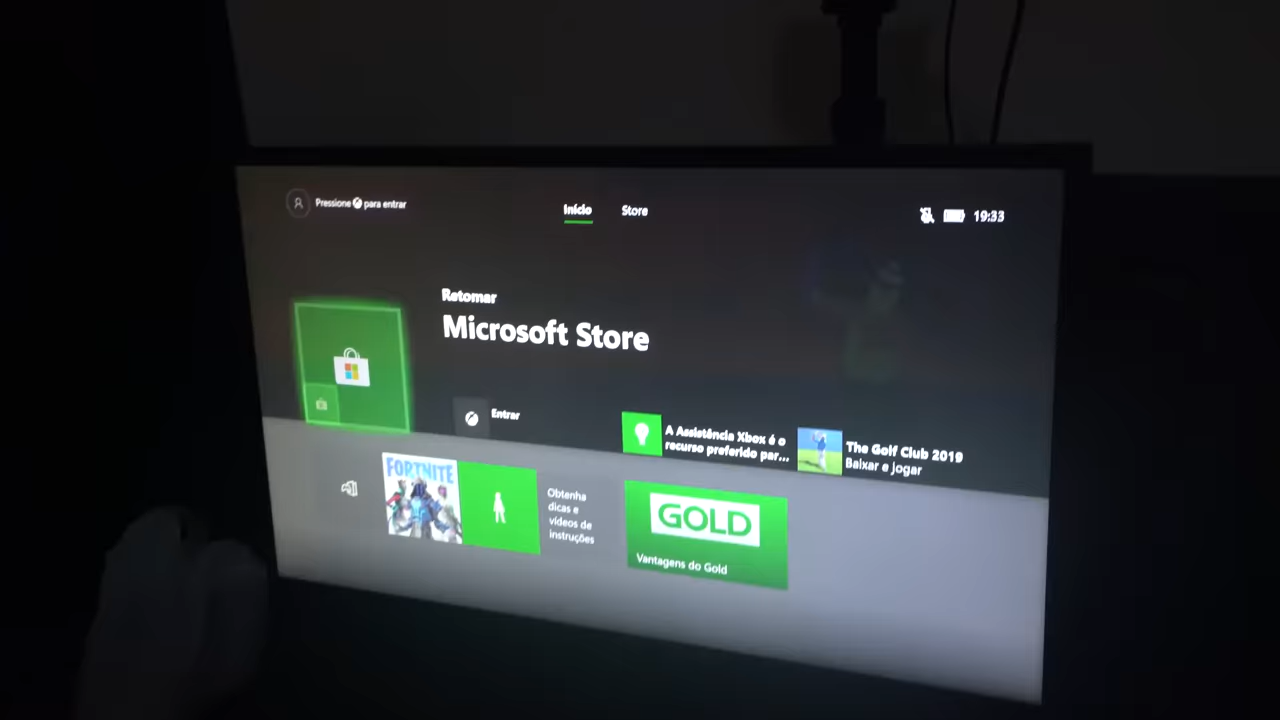 Pressione para entrar
Início
Store
19:33
Retomar
Microsoft Store
Entrar
A Assistência Xbox é o
recurso preferido par...
The Golf Club 2019
Baixar e jogar
FORTNITE
Obtenha
dicas e
vídeos de
instruções
GOLD
Vantagens do Gold